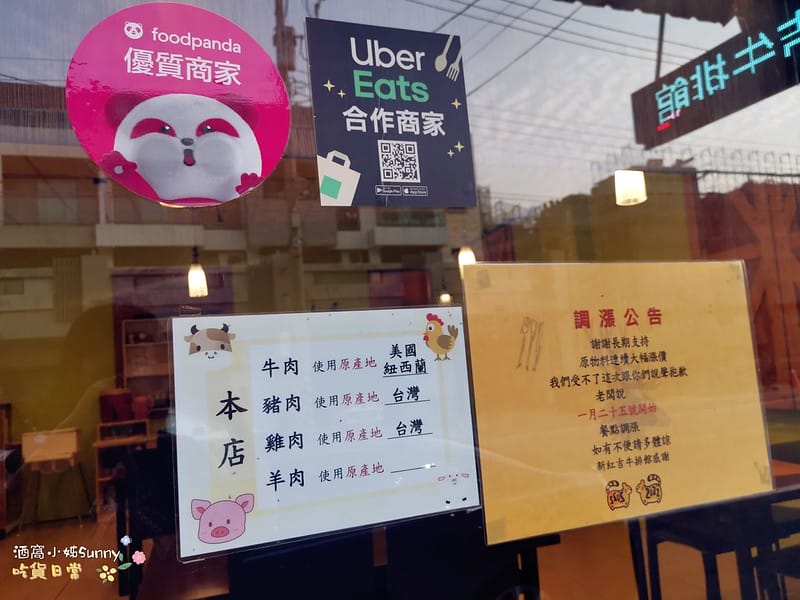 foodpanda
優質商家
Uber
Eats
合作商家
Google Play
App Store
牛排館
本店
牛肉 使用原產地 美國 紐西蘭
豬肉 使用原產地 台灣
雞肉 使用原產地 台灣
羊肉 使用原產地
調漲公告
謝謝長期支持
原物料連續大幅漲價
我們受不了這次跟你們說聲抱歉
老闆說
一月二十五號開始
餐點調漲
如有不便請多體諒
新紅吉牛排館感謝
酒窩小姊Sunny
吃貨日常